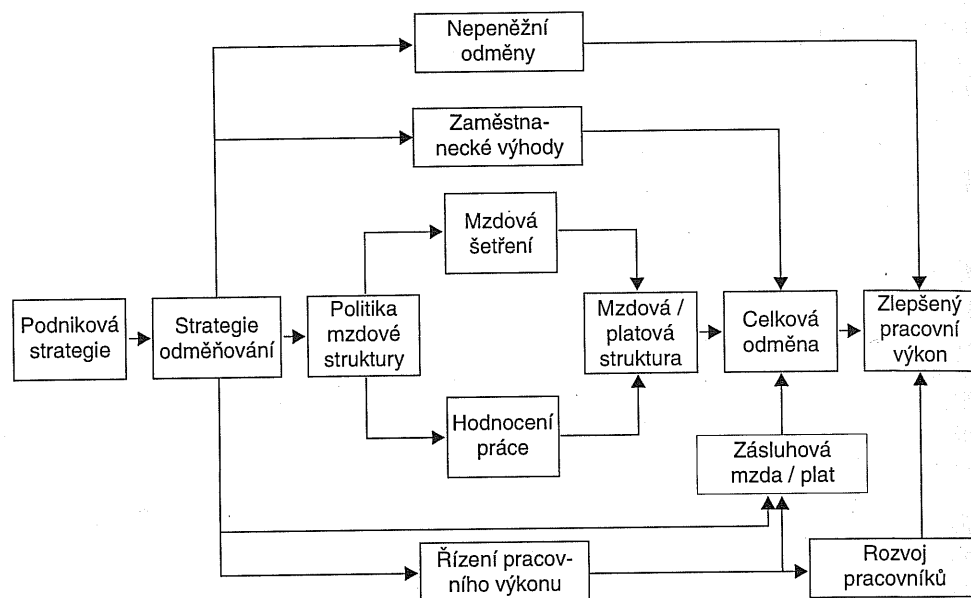 Nepeněžní
odměny
Zaměstna-
necké výhody
Mzdová
šetření
Podniková
strategie
Strategie
odměňování
Politika
mzdové
struktury
Mzdová /
platová
struktura
Celková
odměna
Zlepšený
pracovní
výkon
Hodnocení
práce
Zásluhová
mzda / plat
Řízení pracov-
ního výkonu
Rozvoj
pracovníků